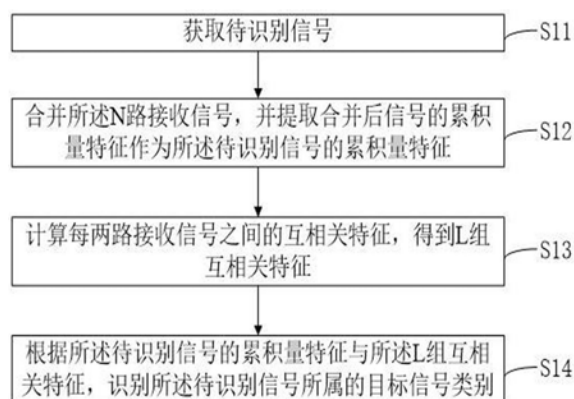 获取待识别信号
S11
合并所述N路接收信号，并提取合并后信号的累积
量特征作为所述待识别信号的累积量特征
S12
计算每两路接收信号之间的互相关特征，得到L组
互相关特征
S13
根据所述待识别信号的累积量特征与所述L组互相
关特征，识别所述待识别信号所属的目标信号类别
S14